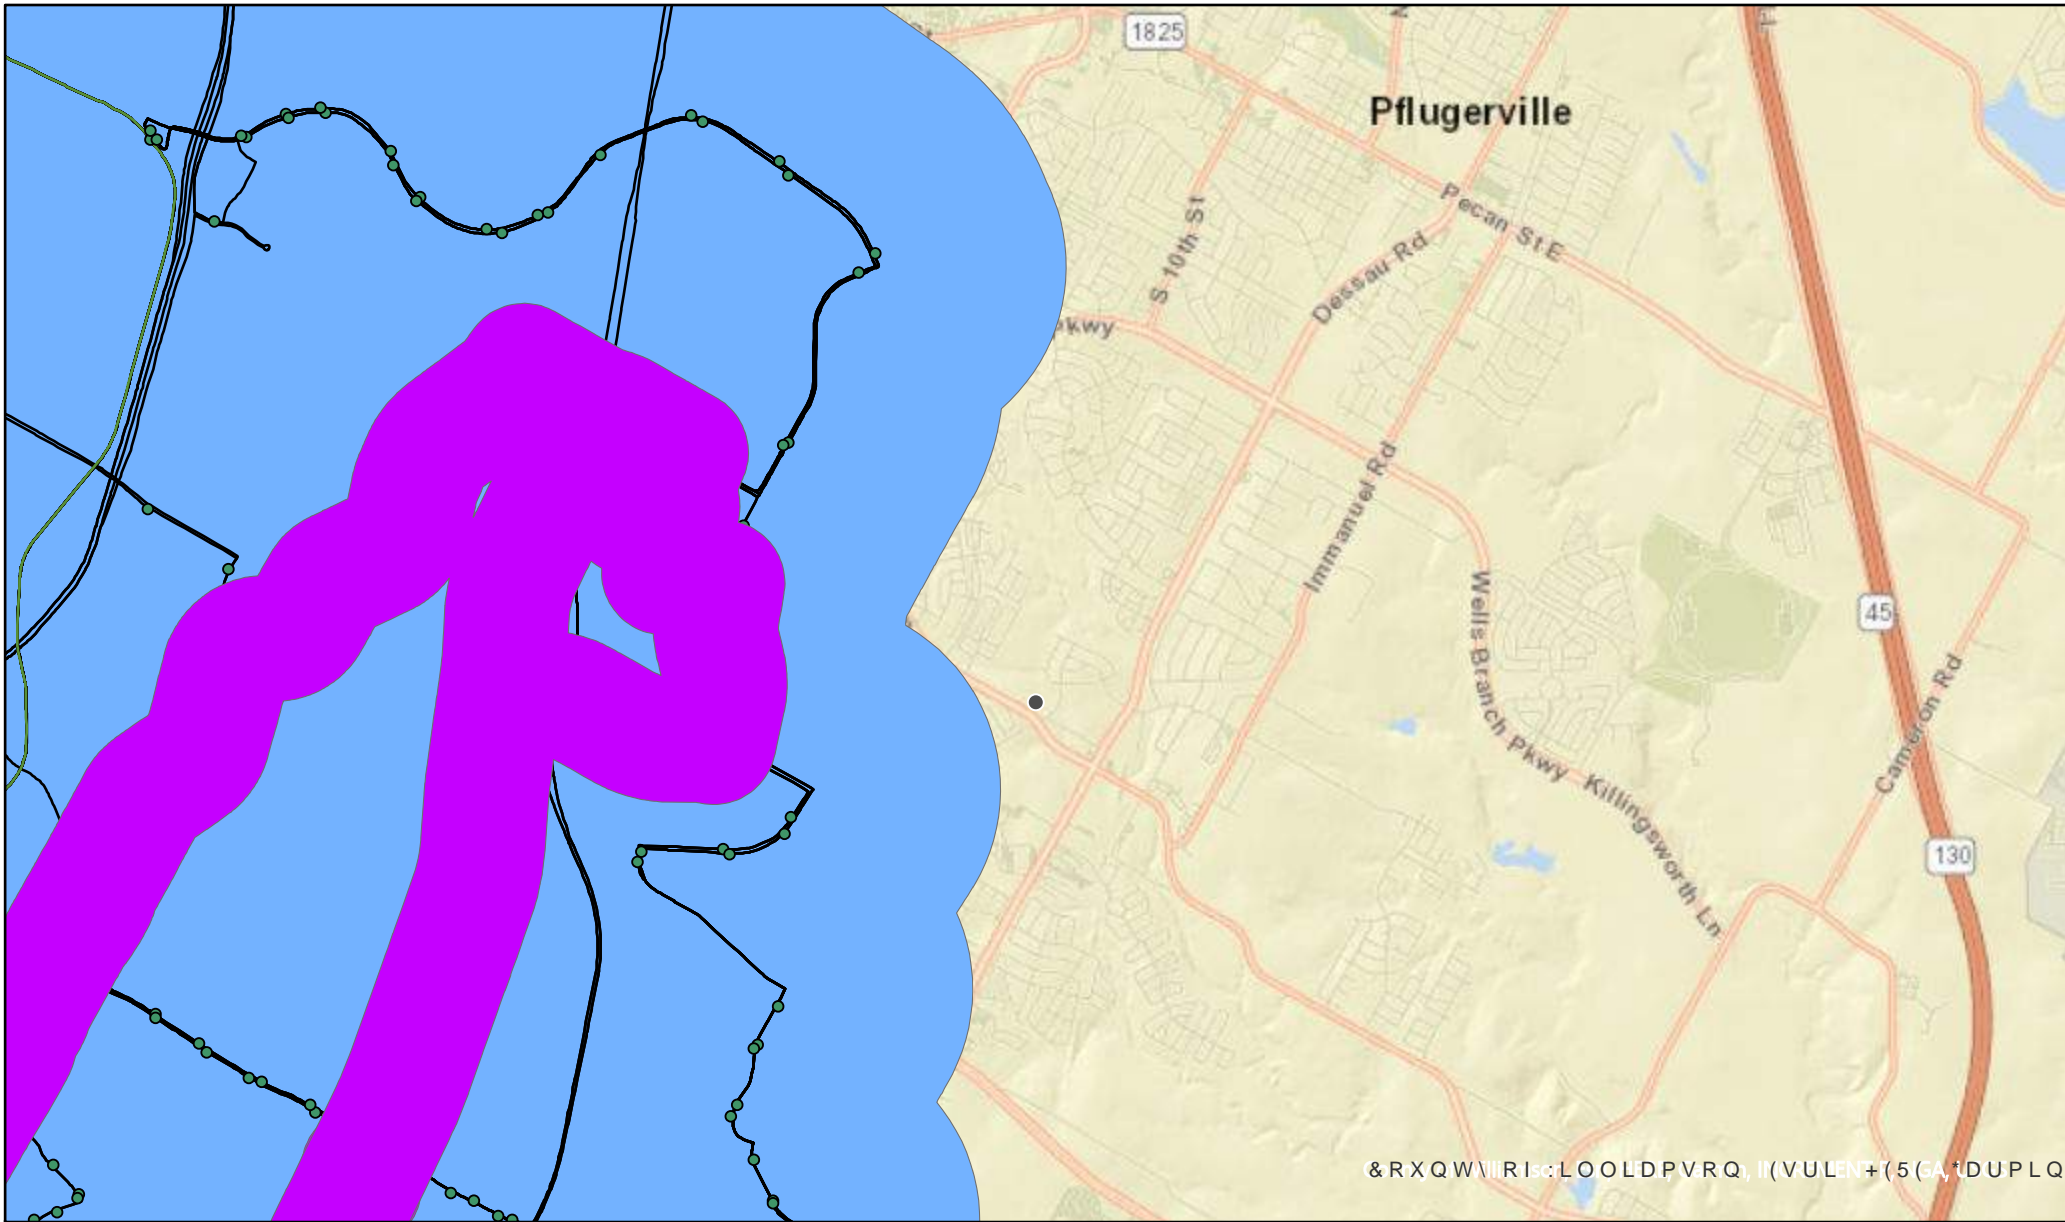 1825
Pflugerville
Pecan St E
S 10th St
Dessau Rd
pkwy
Immanuel Rd
Wells Branch Pkwy
Killingsworth Ln
45
Cameron Rd
130
&RXQW\ RI :LOOLDPVRQ (VUL +(5( *DUPLQ